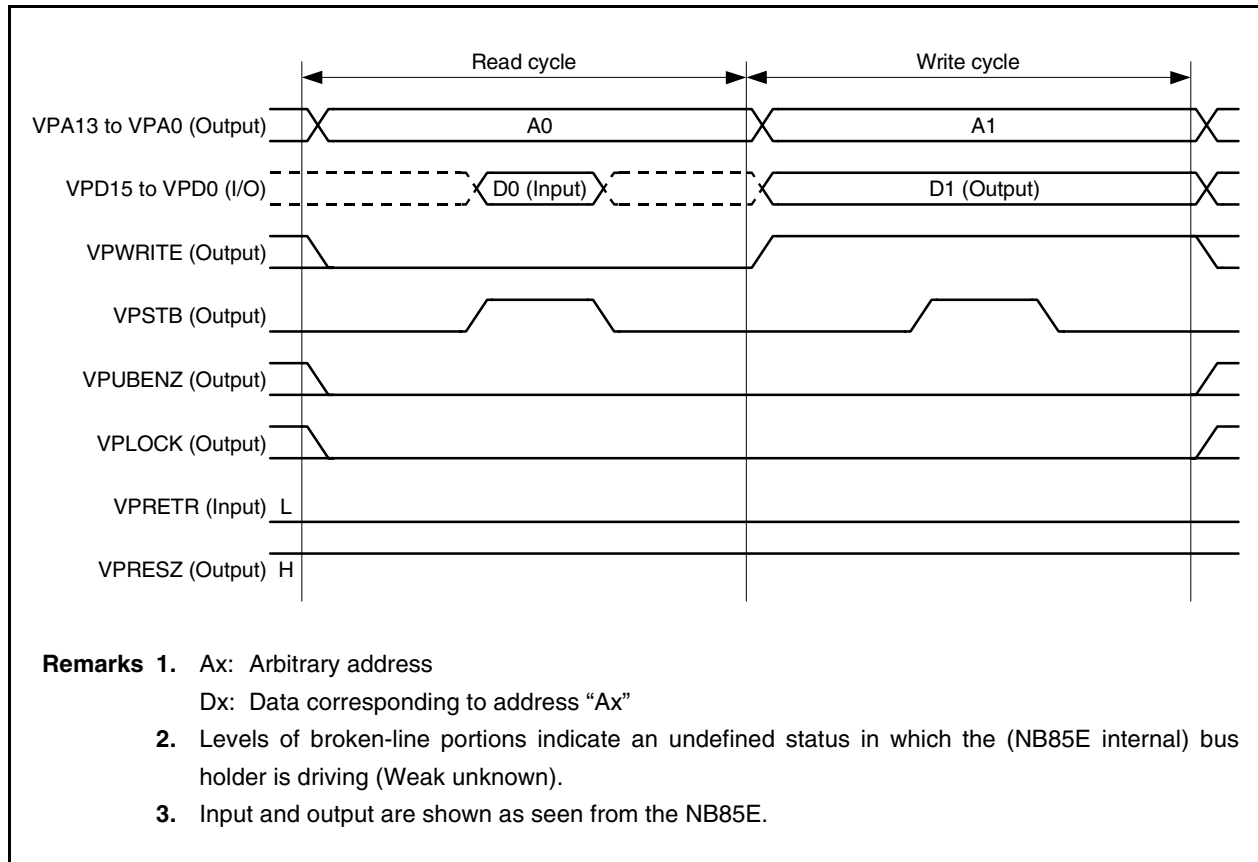 Read cycle
Write cycle
VPA13 to VPA0 (Output)
A0
A1
VPD15 to VPD0 (I/O)
D0 (Input)
D1 (Output)
VPWRITE (Output)
VPSTB (Output)
VPUBENZ (Output)
VPLOCK (Output)
VPRETR (Input) L
VPRESZ (Output) H
Remarks 1. Ax: Arbitrary address
Dx: Data corresponding to address “Ax”
2. Levels of broken-line portions indicate an undefined status in which the (NB85E internal) bus
holder is driving (Weak unknown).
3. Input and output are shown as seen from the NB85E.